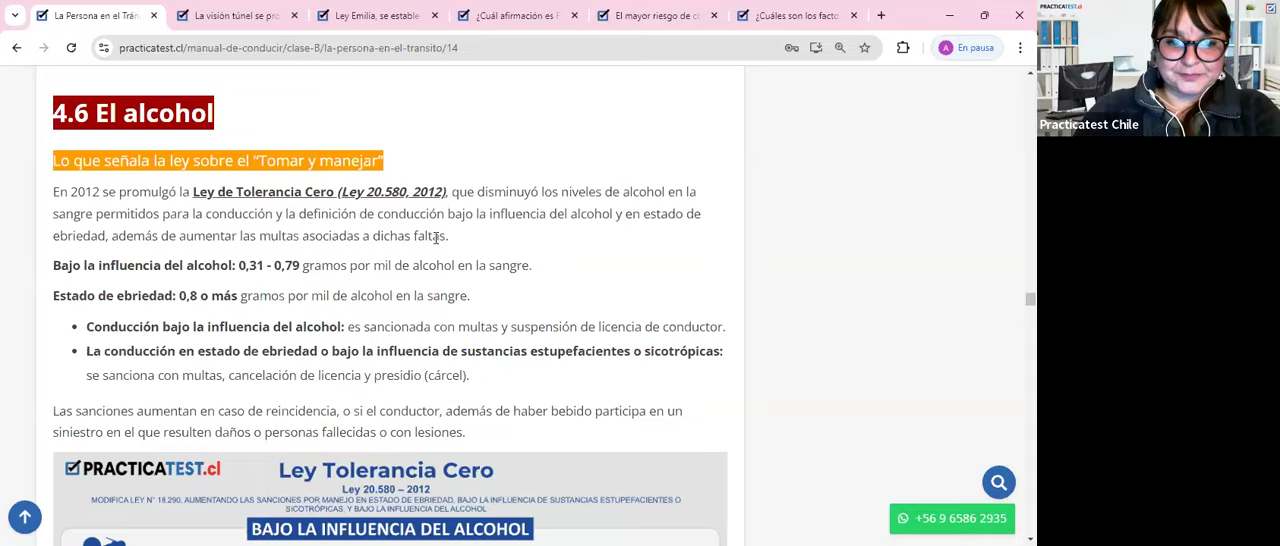 La Persona en el Trán
La visión túnel se pro
Ley Emilia, se estable
¿Cuál afirmación es F
El mayor riesgo de co
¿Cuáles son los facto
practicatest.cl/manual-de-conducir/clase-B/la-persona-en-el-transito/14
A En pausa
PRACTICATEST.cl
Practicatest Chile
4.6 El alcohol
Lo que señala la ley sobre el “Tomar y manejar”
En 2012 se promulgó la Ley de Tolerancia Cero (Ley 20.580, 2012), que disminuyó los niveles de alcohol en la
sangre permitidos para la conducción y la definición de conducción bajo la influencia del alcohol y en estado de
ebriedad, además de aumentar las multas asociadas a dichas faltas.
Bajo la influencia del alcohol: 0,31 - 0,79 gramos por mil de alcohol en la sangre.
Estado de ebriedad: 0,8 o más gramos por mil de alcohol en la sangre.
• Conducción bajo la influencia del alcohol: es sancionada con multas y suspensión de licencia de conductor.
• La conducción en estado de ebriedad o bajo la influencia de sustancias estupefacientes o sicotrópicas:
se sanciona con multas, cancelación de licencia y presidio (cárcel).
Las sanciones aumentan en caso de reincidencia, o si el conductor, además de haber bebido participa en un
siniestro en el que resulten daños o personas fallecidas o con lesiones.
PRACTICATEST.cl
Ley Tolerancia Cero
Ley 20.580 – 2012
MODIFICA LEY N° 18.290, AUMENTANDO LAS SANCIONES POR MANEJO EN ESTADO DE EBRIEDAD, BAJO LA INFLUENCIA DE SUSTANCIAS ESTUPEFACIENTES O
SICOTRÓPICAS, Y BAJO LA INFLUENCIA DEL ALCOHOL
BAJO LA INFLUENCIA DEL ALCOHOL
+56 9 6586 2935